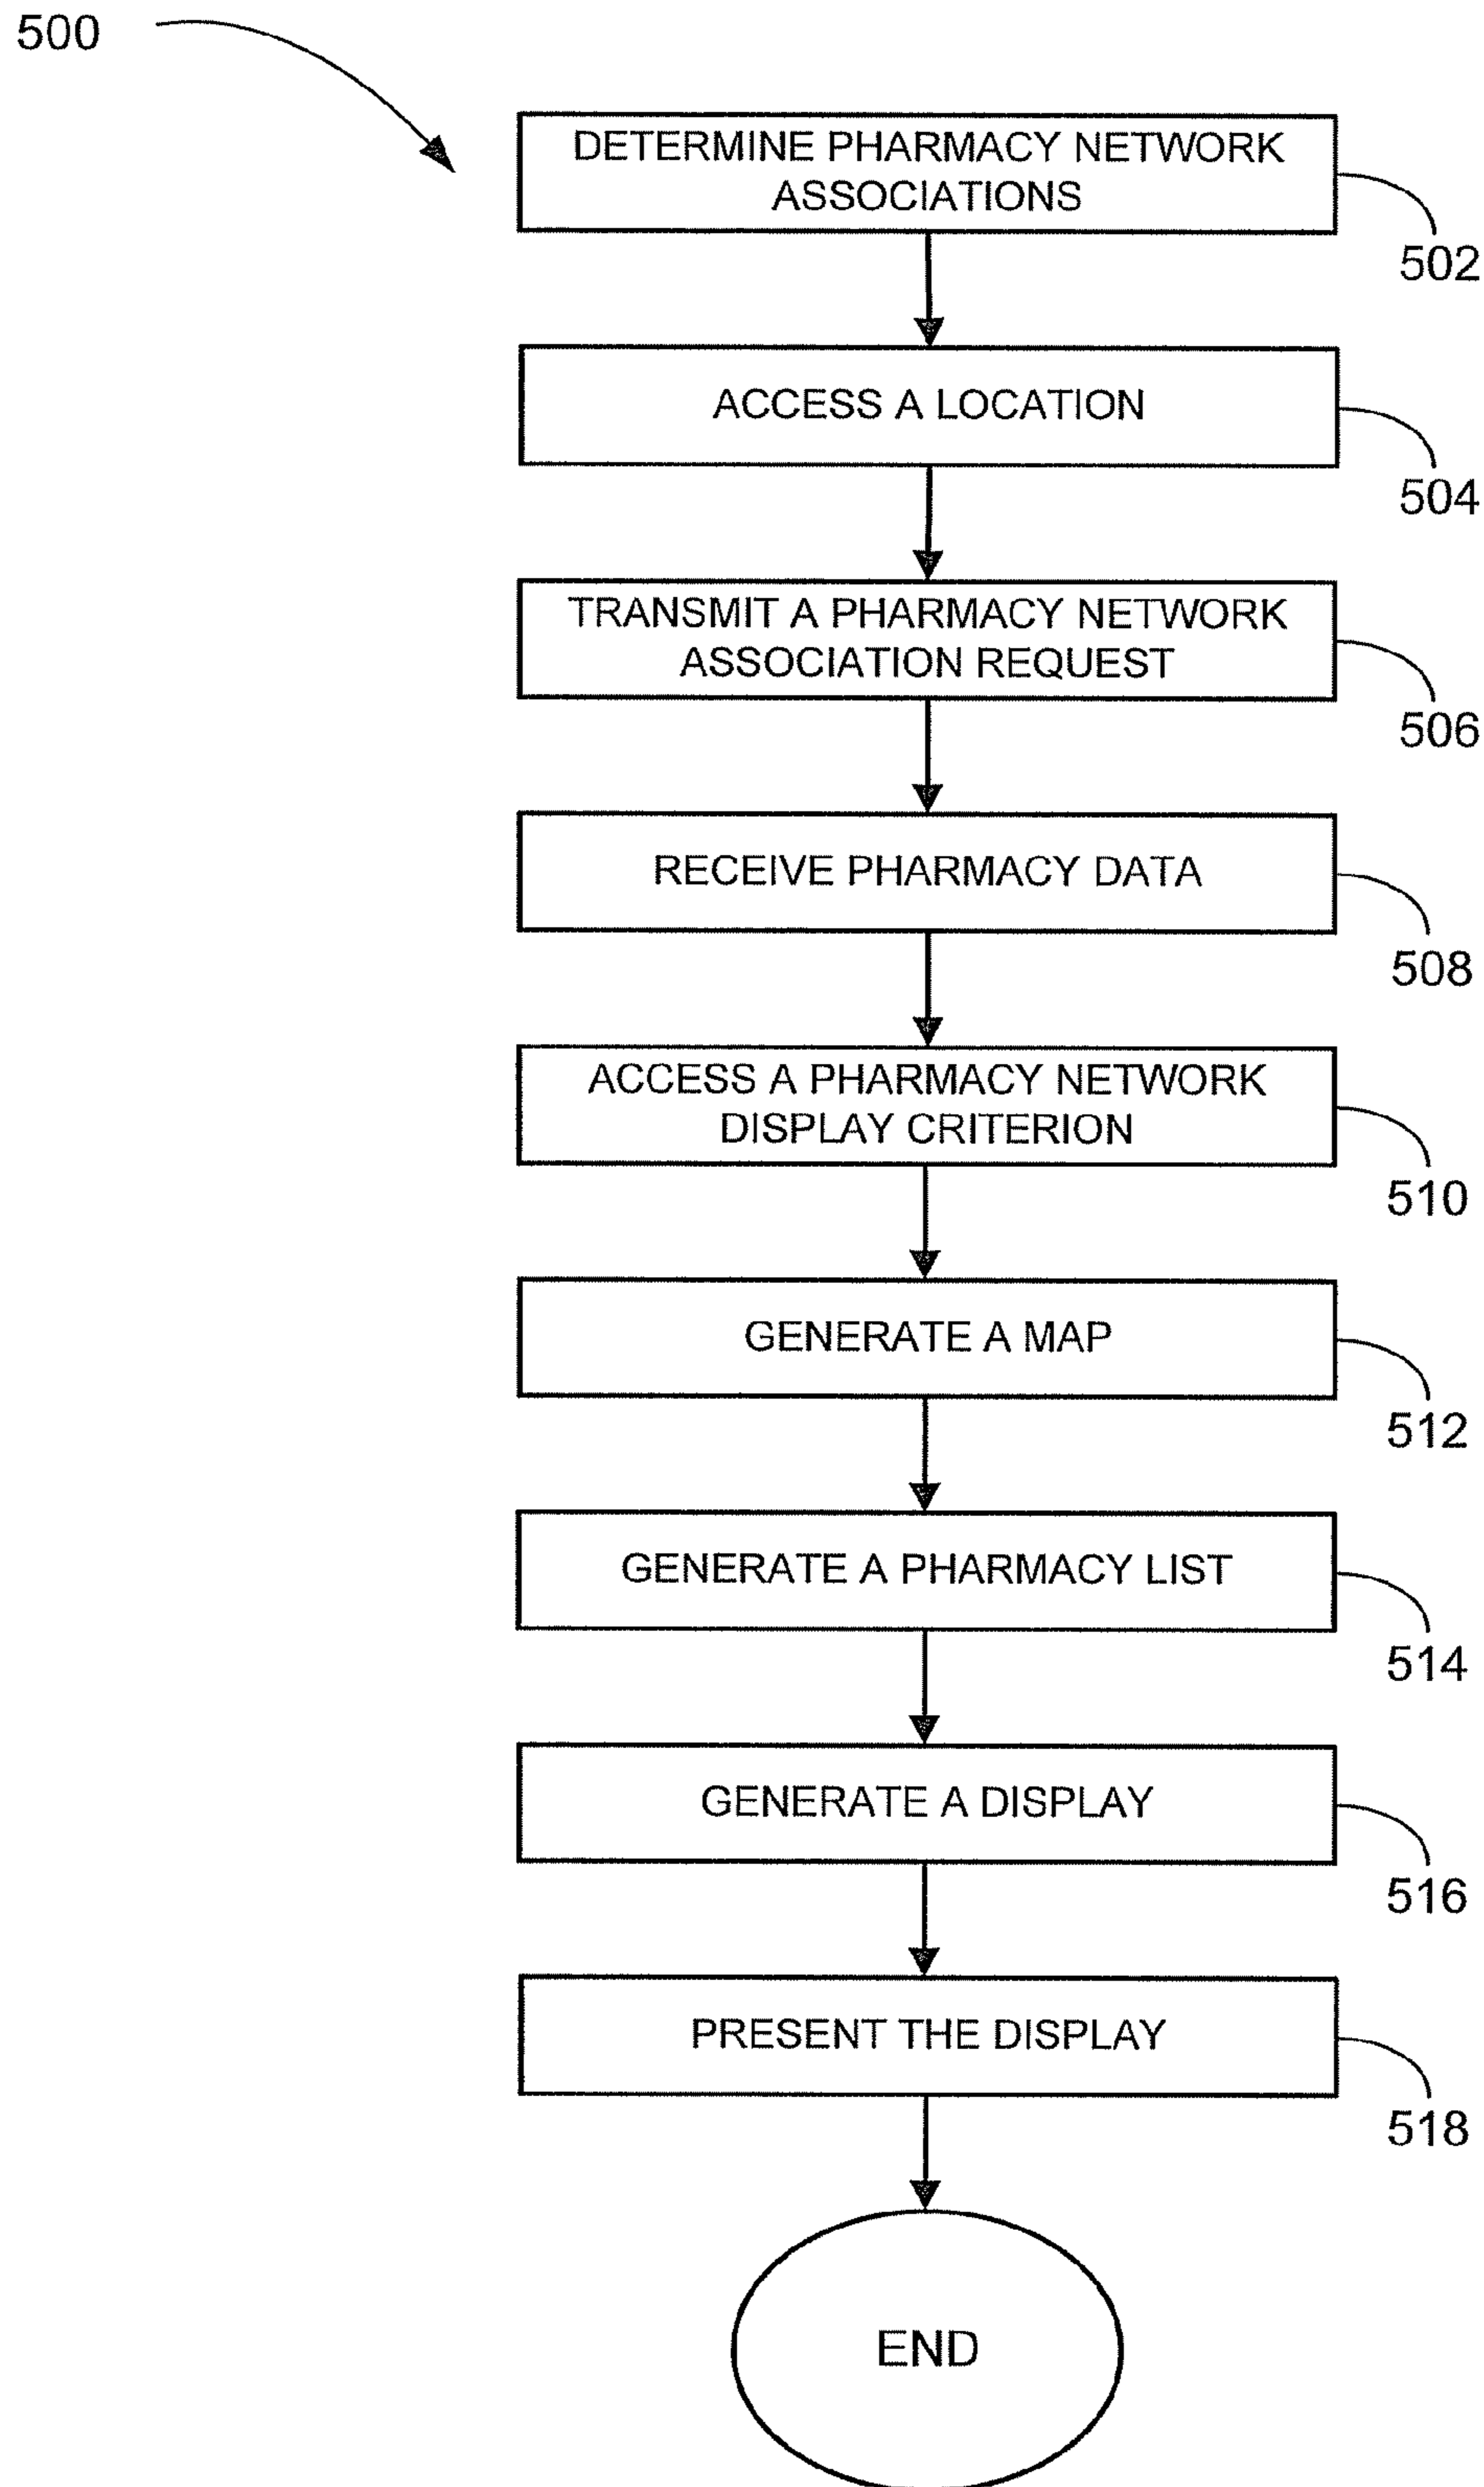 500
DETERMINE PHARMACY NETWORK
ASSOCIATIONS
502
ACCESS A LOCATION
504
TRANSMIT A PHARMACY NETWORK
ASSOCIATION REQUEST
506
RECEIVE PHARMACY DATA
508
ACCESS A PHARMACY NETWORK
DISPLAY CRITERION
510
GENERATE A MAP
512
GENERATE A PHARMACY LIST
514
GENERATE A DISPLAY
516
PRESENT THE DISPLAY
518
END